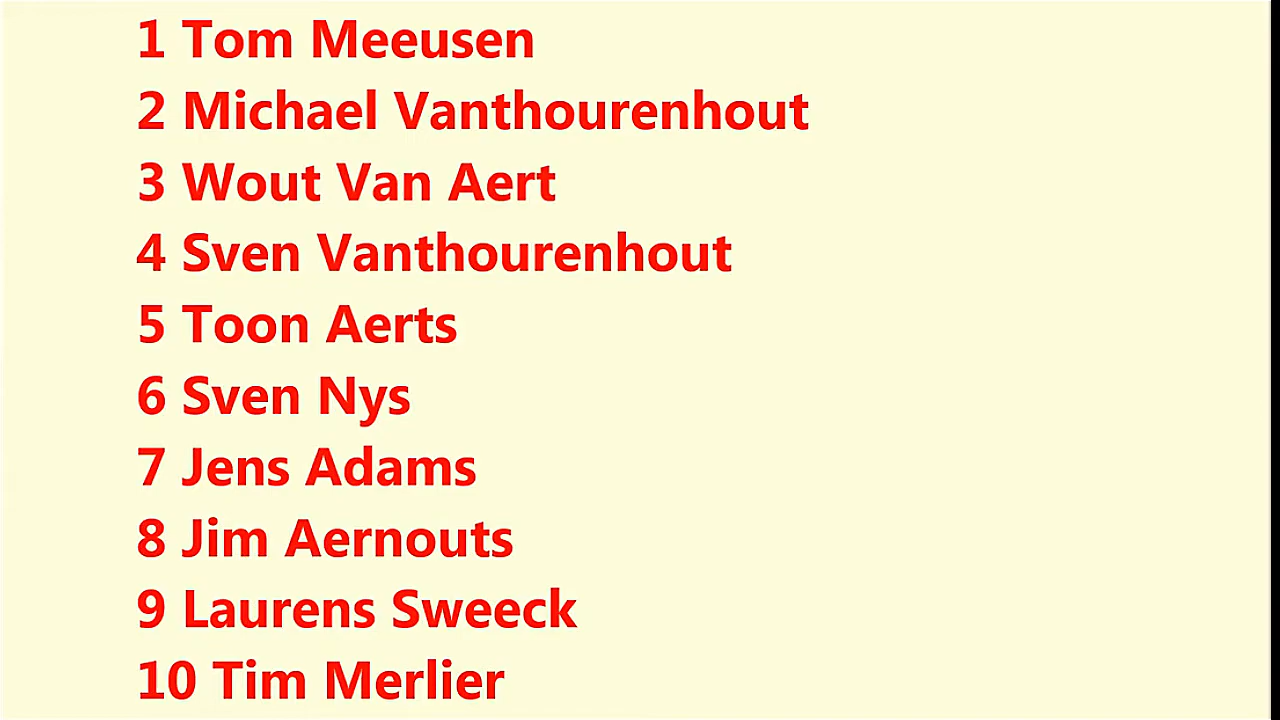 1 Tom Meeusen
2 Michael Vanthourenhout
3 Wout Van Aert
4 Sven Vanthourenhout
5 Toon Aerts
6 Sven Nys
7 Jens Adams
8 Jim Aernouts
9 Laurens Sweeck
10 Tim Merlier